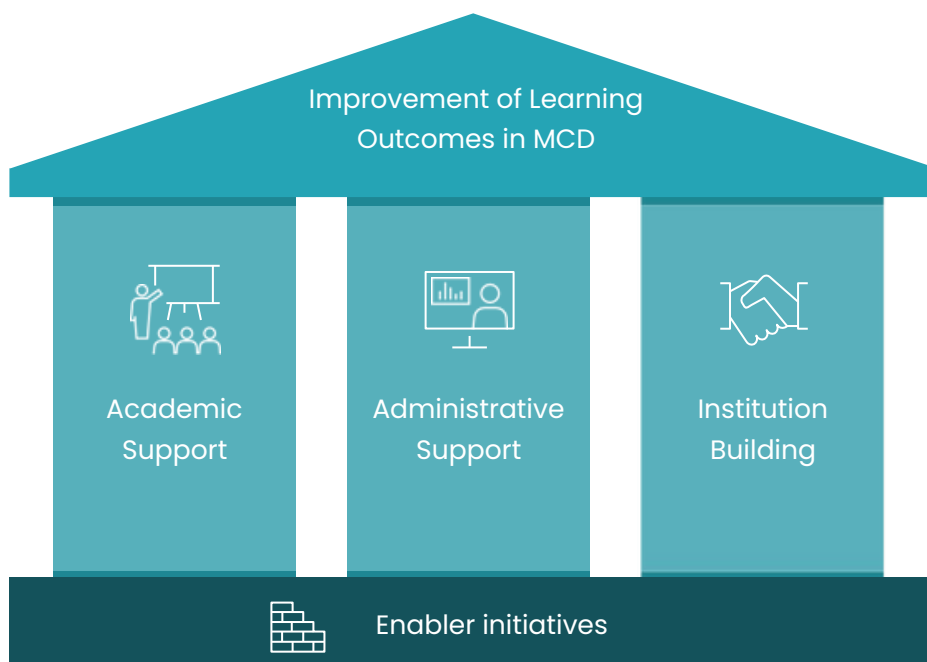 Improvement of Learning
Outcomes in MCD
Academic
Support
Administrative
Support
Institution
Building
Enabler initiatives